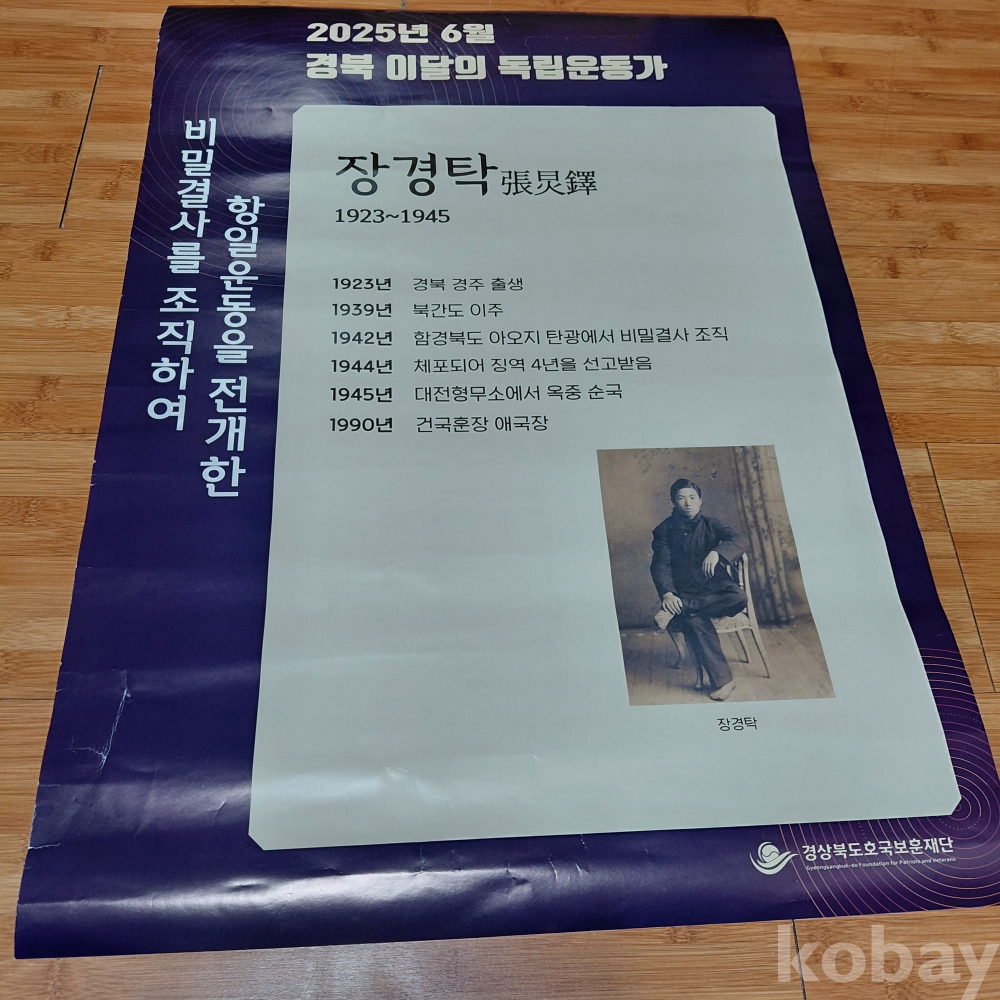 2025년 6월
경북 이달의 독립운동가
비밀결사를 조직하여
항일운동을 전개한
장경탁 張炅鐸
1923~1945
1923년 경북 경주 출생
1939년 북간도 이주
1942년 함경북도 아오지 탄광에서 비밀결사 조직
1944년 체포되어 징역 4년을 선고받음
1945년 대전형무소에서 옥중 순국
1990년 건국훈장 애국장
장경탁
경상북도호국보훈재단
Gyeongsangbuk-do Foundation for Patriots and Veterans
kobay